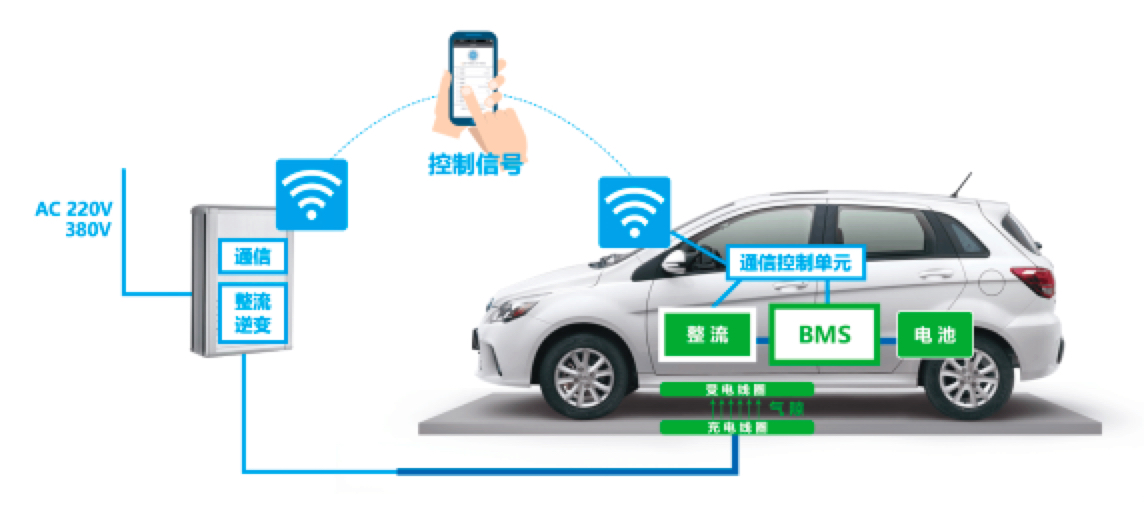 控制信号
AC 220V
380V
通信
整流
逆变
通信控制单元
整流
BMS
电池
受电线圈
气隙
充电线圈